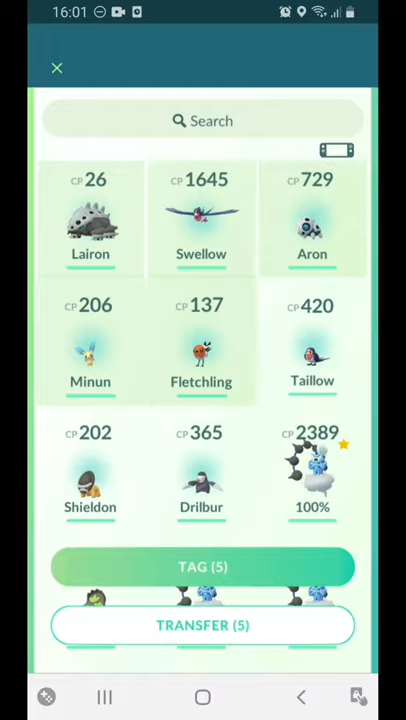 16:01
Search
CP 26 CP 1645 CP 729
Lairon Swellow Aron
CP 206 CP 137 CP 420
Minun Fletchling Taillow
CP 202 CP 365 CP 2389
Shieldon Drilbur 100%
TAG (5)
TRANSFER (5)